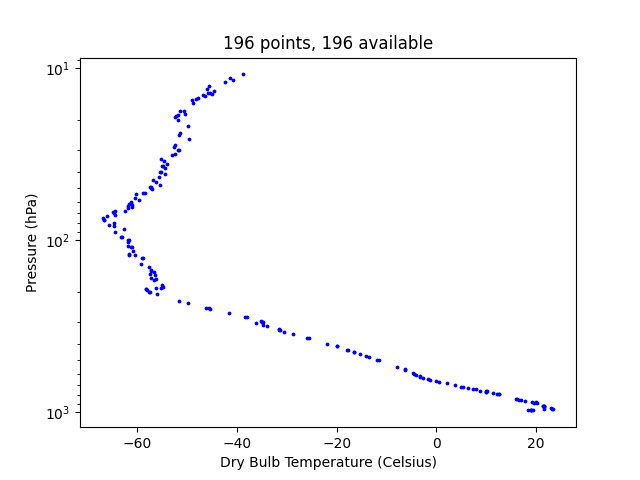 196 points, 196 available
Pressure (hPa)
10¹
10²
10³
−60 −40 −20 0 20
Dry Bulb Temperature (Celsius)